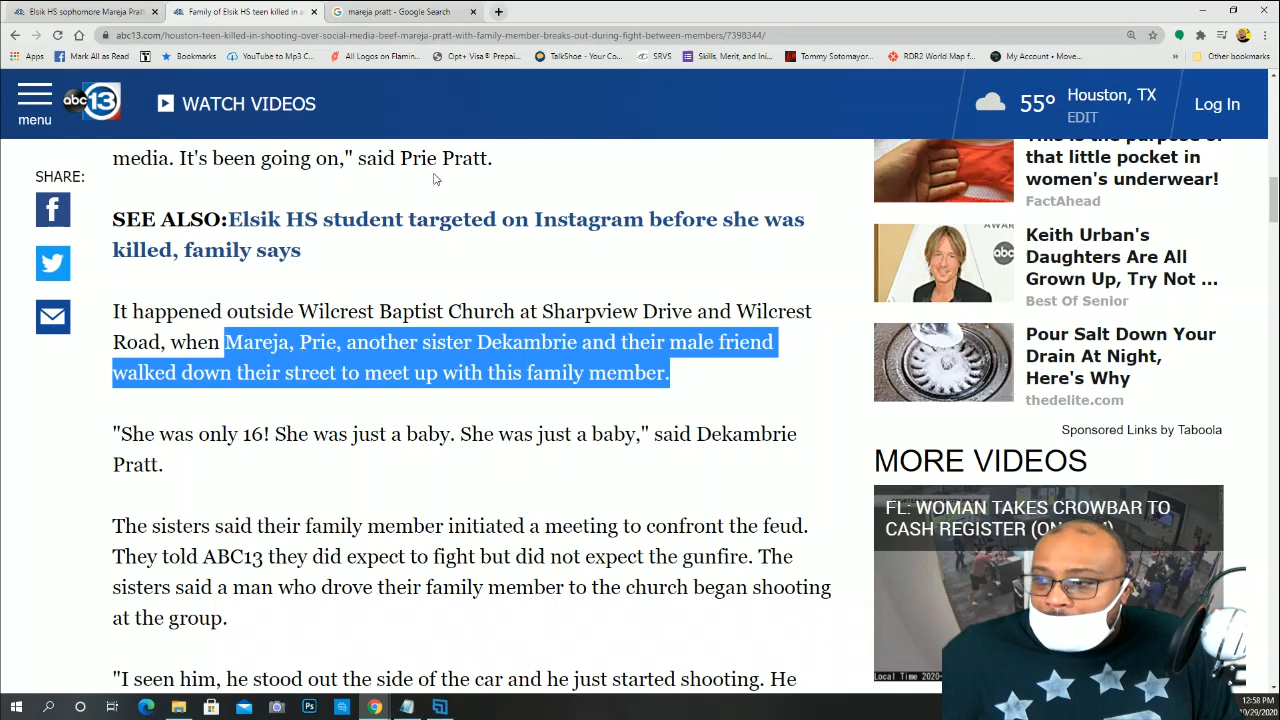 Elsik HS sophomore Mareja Prat
Family of Elsik HS teen killed in a
mareja pratt - Google Search
abc13.com/houston-teen-killed-in-shooting-over-social-media-beef-mareja-pratt-with-family-member-breaks-out-during-fight-between-members/7398344/
Apps
Mark All as Read
Bookmarks
YouTube to Mp3 C...
All Logos on Flamin...
Opt+ Visa® Prepai...
TalkShoe - Your Co...
SRVS
Skills, Merit, and Ini...
Tommy Sotomayor...
RDR2 World Map f...
My Account • Move...
»
Other bookmarks
menu
abc 13
WATCH VIDEOS
55°
Houston, TX
EDIT
Log In
media. It's been going on," said Prie Pratt.
SHARE:
SEE ALSO:Elsik HS student targeted on Instagram before she was
killed, family says
It happened outside Wilcrest Baptist Church at Sharpview Drive and Wilcrest
Road, when Mareja, Prie, another sister Dekambrie and their male friend
walked down their street to meet up with this family member.
"She was only 16! She was just a baby. She was just a baby," said Dekambrie
Pratt.
The sisters said their family member initiated a meeting to confront the feud.
They told ABC13 they did expect to fight but did not expect the gunfire. The
sisters said a man who drove their family member to the church began shooting
at the group.
"I seen him, he stood out the side of the car and he just started shooting. He
This is the purpose of
that little pocket in
women's underwear!
FactAhead
Keith Urban's
Daughters Are All
Grown Up, Try Not ...
Best Of Senior
Pour Salt Down Your
Drain At Night,
Here's Why
thedelite.com
Sponsored Links by Taboola
MORE VIDEOS
FL: WOMAN TAKES CROWBAR TO
CASH REGISTER
Local Time 2020-
12:58 PM
10/29/2020